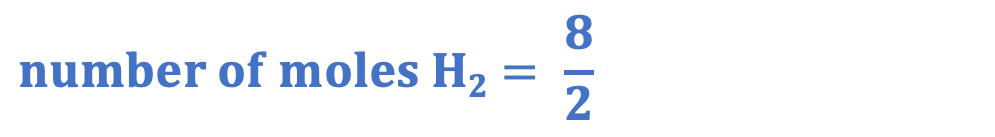 number of moles H₂ = 8/2